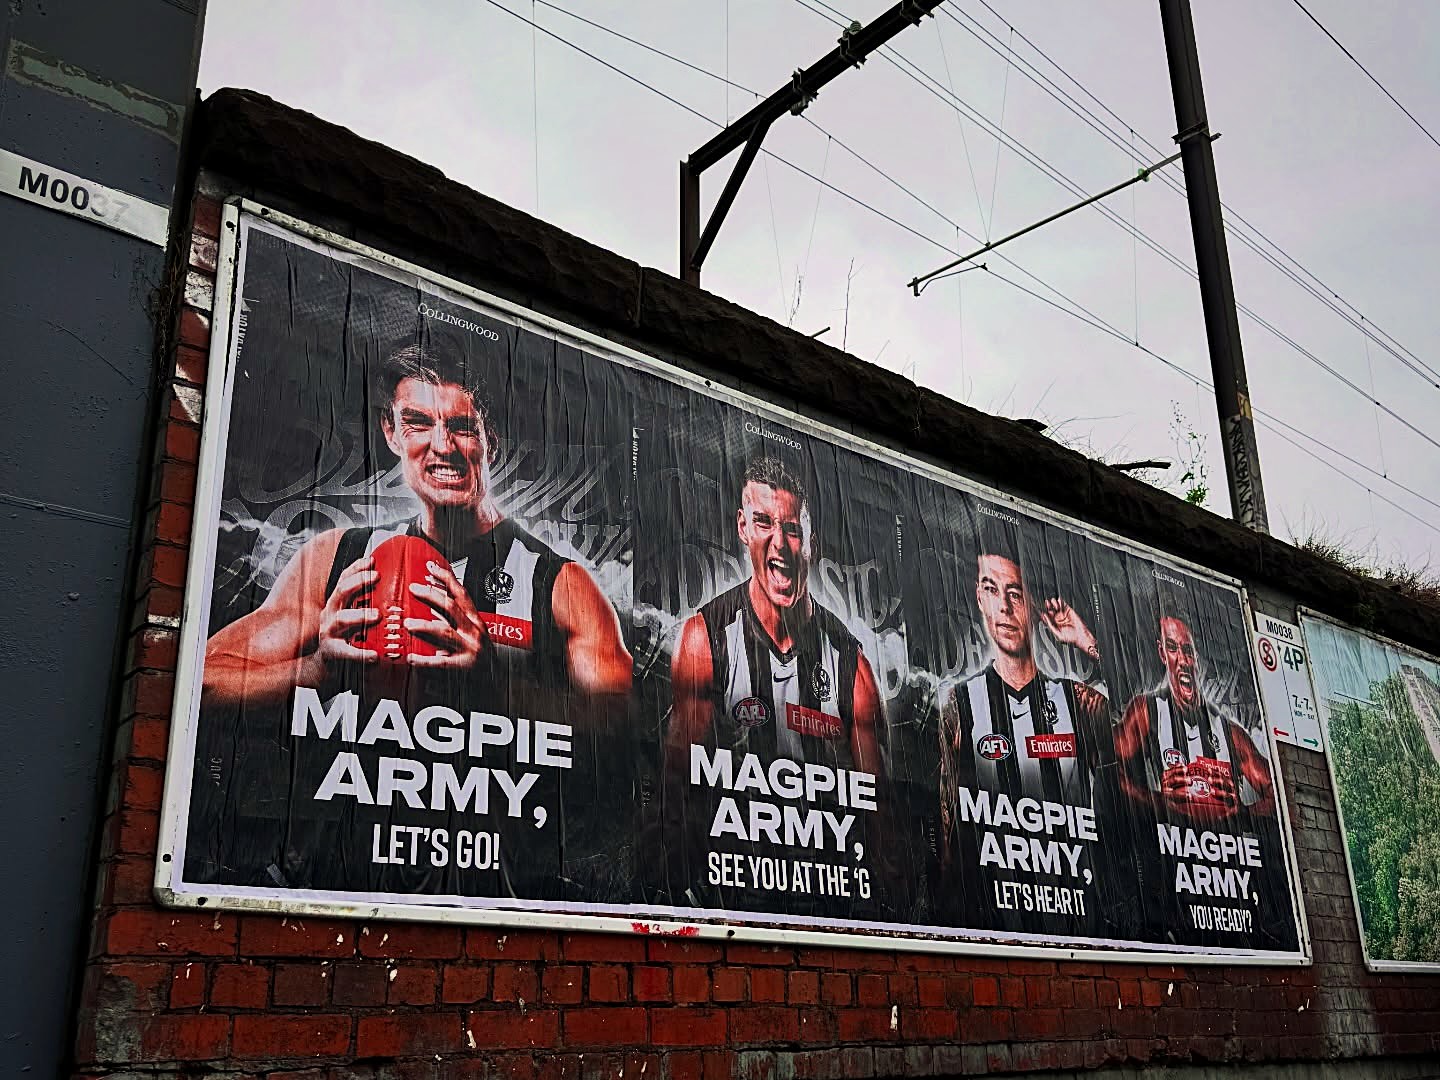 M0037
COLLINGWOOD
MAGPIE
ARMY,
LET'S GO!
COLLINGWOOD
AFL
Emirates
MAGPIE
ARMY,
SEE YOU AT THE 'G
COLLINGWOOD
AFL
Emirates
MAGPIE
ARMY,
LET'S HEAR IT
COLLINGWOOD
AFL
AFL
MAGPIE
ARMY,
YOU READY?
M0038
S 4P